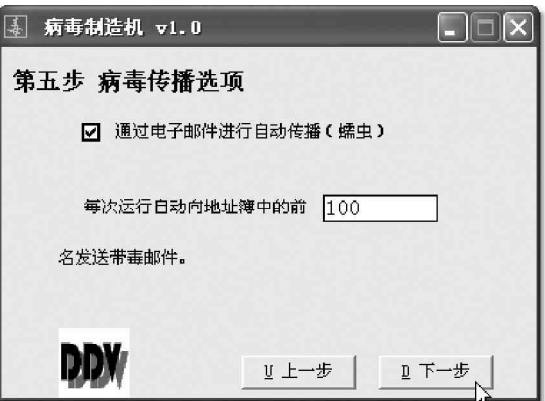 病毒制造机 v1.0
第五步 病毒传播选项
通过电子邮件进行自动传播(蠕虫)
每次运行自动向地址簿中的前 100
名发送带毒邮件。
DDV
U 上一步 D 下一步